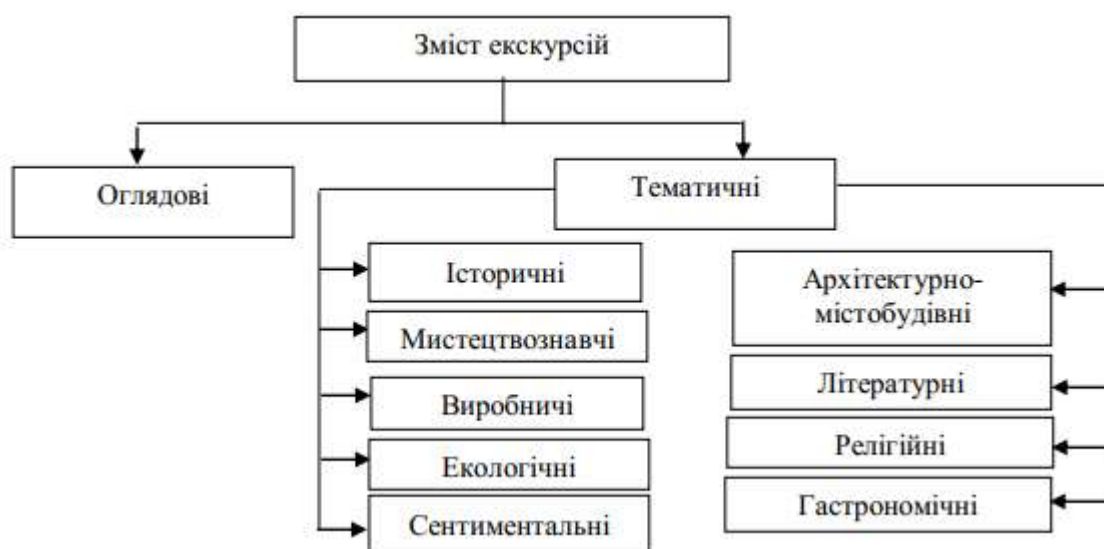 Зміст екскурсій
Оглядові
Тематичні
Історичні
Мистецтвознавчі
Виробничі
Екологічні
Сентиментальні
Архітектурно-
містобудівні
Літературні
Релігійні
Гастрономічні